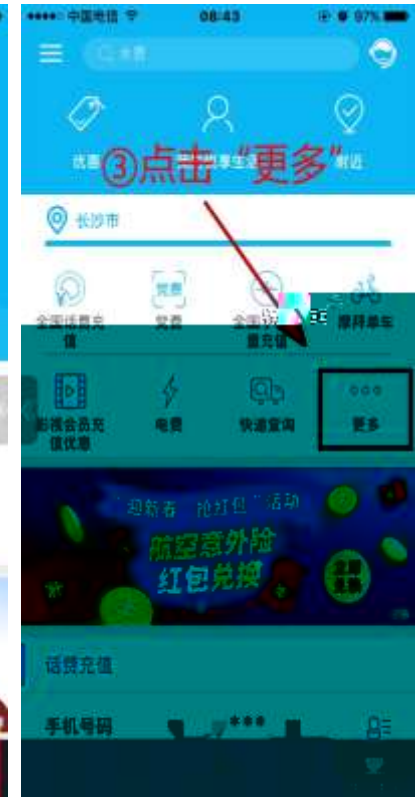 中国电信 08:43 97%
党费
优惠 附近
③点击“更多”
长沙市
全国话费充值 党费 摩拜单车
影视会员充值优惠 电费 快递查询 更多
“迎新春 抢红包”活动
航空意外险
红包兑换
话费充值
手机号码 ***